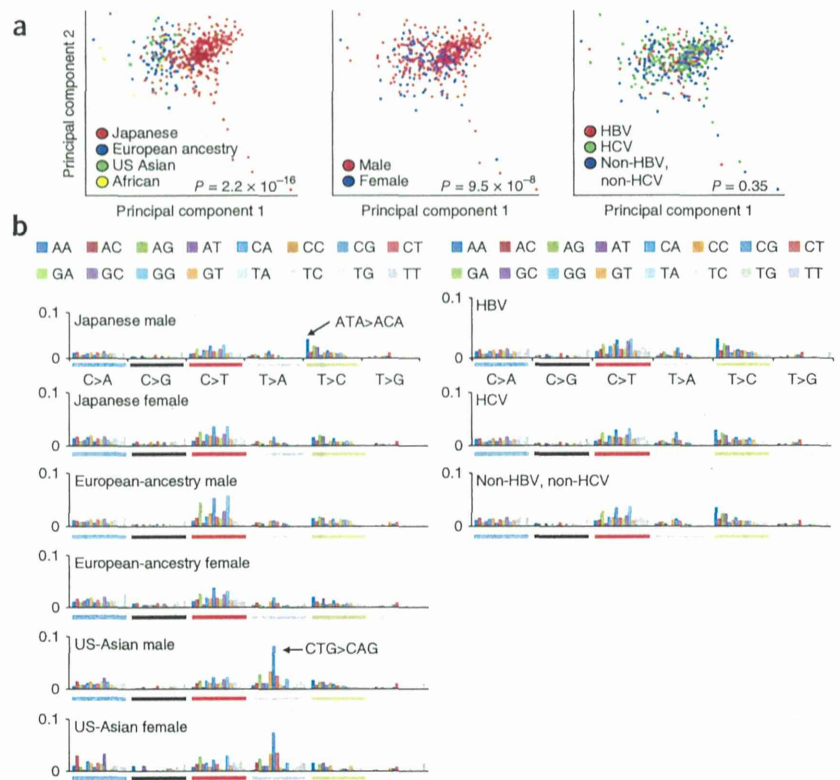 a
Principal component 2
Japanese
European ancestry
US Asian
African
P = 2.2 × 10⁻¹⁶
Principal component 1
Male
Female
P = 9.5 × 10⁻⁸
Principal component 1
HBV
HCV
Non-HBV,
non-HCV
P = 0.35
Principal component 1
b
AA AC AG AT CA CC CG CT
GA GC GG GT TA TC TG TT
AA AC AG AT CA CC CG CT
GA GC GG GT TA TC TG TT
0.1
Japanese male
ATA>ACA
0
C>A C>G C>T T>A T>C T>G
0.1
Japanese female
0
0.1
European-ancestry male
0
0.1
European-ancestry female
0
0.1
US-Asian male
CTG>CAG
0
0.1
US-Asian female
0
0.1
HBV
0
C>A C>G C>T T>A T>C T>G
0.1
HCV
0
0.1
Non-HBV, non-HCV
0